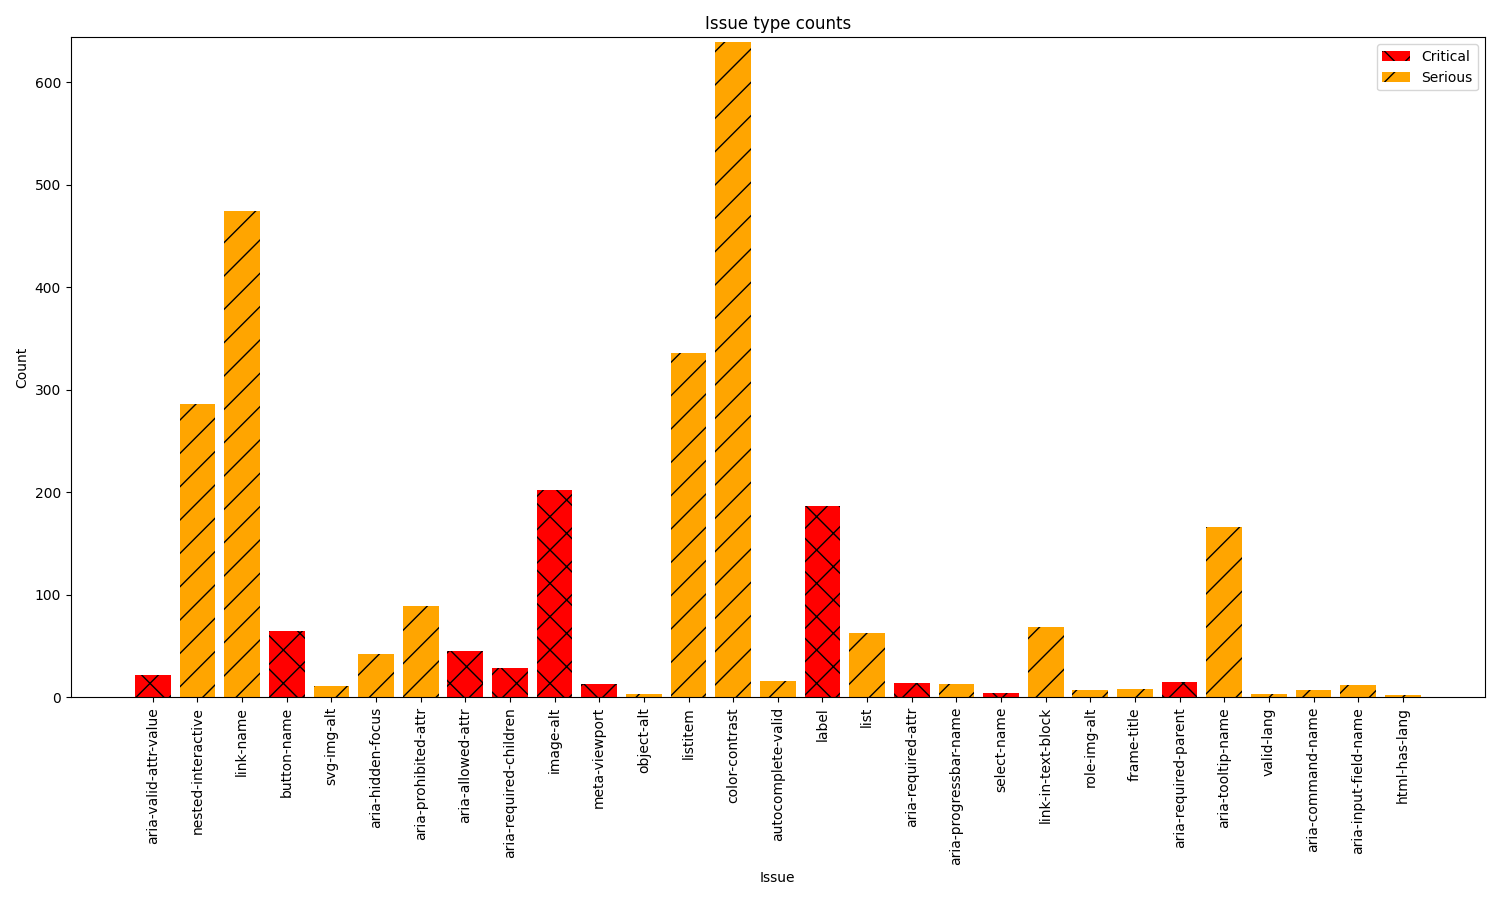 Issue type counts
Critical
Serious
600
500
400
300
200
100
0
Count
aria-valid-attr-value
nested-interactive
link-name
button-name
svg-img-alt
aria-hidden-focus
aria-prohibited-attr
aria-allowed-attr
aria-required-children
image-alt
meta-viewport
object-alt
listitem
color-contrast
autocomplete-valid
label
list
aria-required-attr
aria-progressbar-name
select-name
link-in-text-block
role-img-alt
frame-title
aria-required-parent
aria-tooltip-name
valid-lang
aria-command-name
aria-input-field-name
html-has-lang
Issue